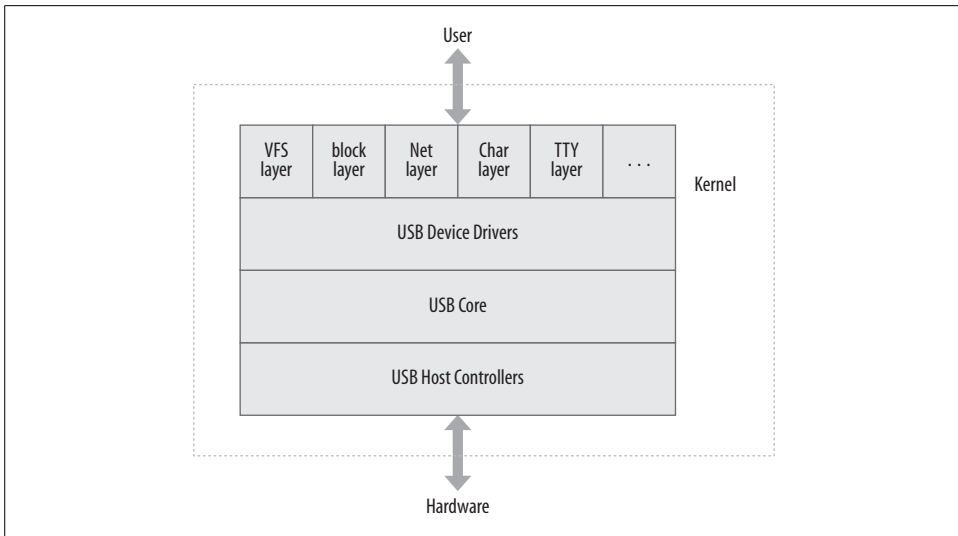 User
VFS
layer
block
layer
Net
layer
Char
layer
TTY
layer
. . .
Kernel
USB Device Drivers
USB Core
USB Host Controllers
Hardware